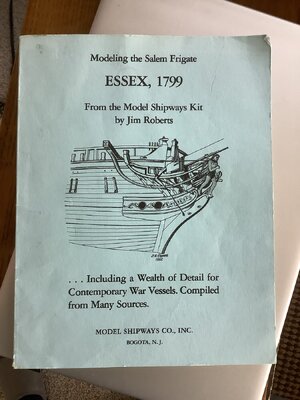 Modeling the Salem Frigate
ESSEX, 1799
From the Model Shipways Kit
by Jim Roberts
. . . Including a Wealth of Detail for
Contemporary War Vessels. Compiled
from Many Sources.
MODEL SHIPWAYS CO., INC.
BOGOTA, N. J.